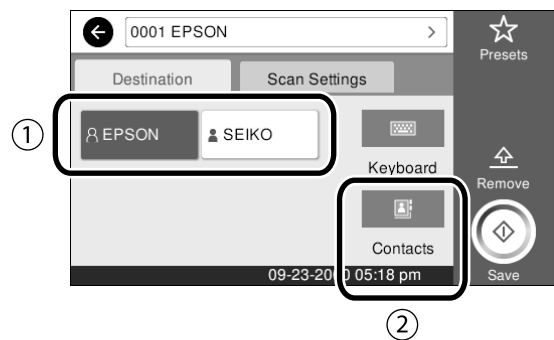 0001 EPSON >
Presets
Destination Scan Settings
① EPSON SEIKO
Keyboard
Remove
Contacts
09-23-20 0 05:18 pm Save
②